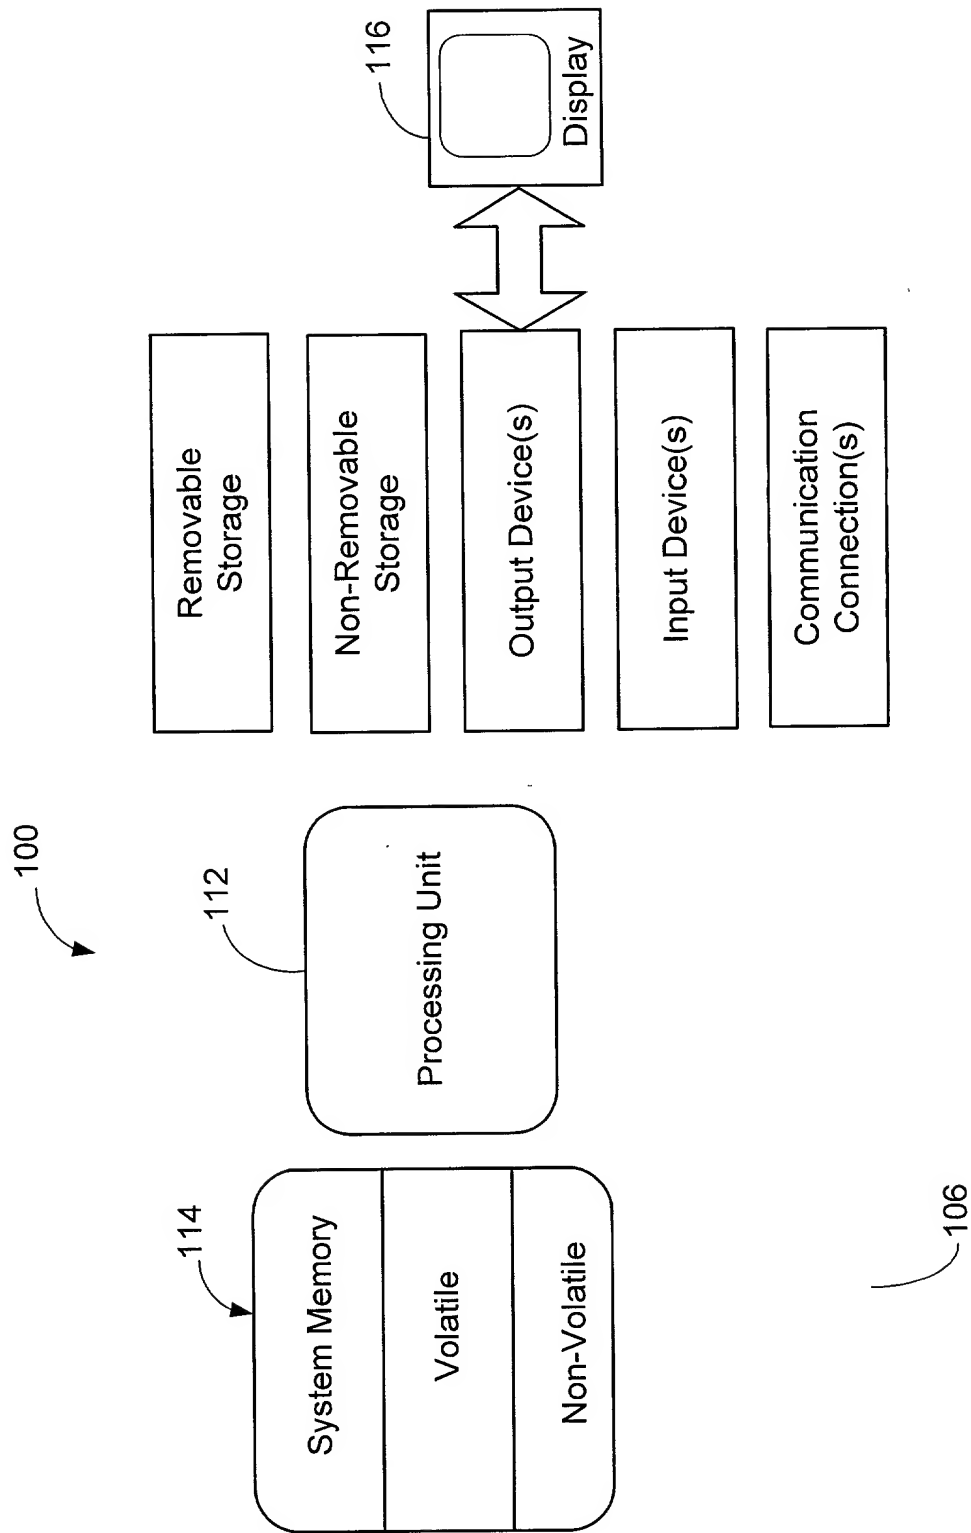 100
114
System Memory
Volatile
Non-Volatile
112
Processing Unit
Removable
Storage
Non-Removable
Storage
Output Device(s)
Input Device(s)
Communication
Connection(s)
116
Display
106